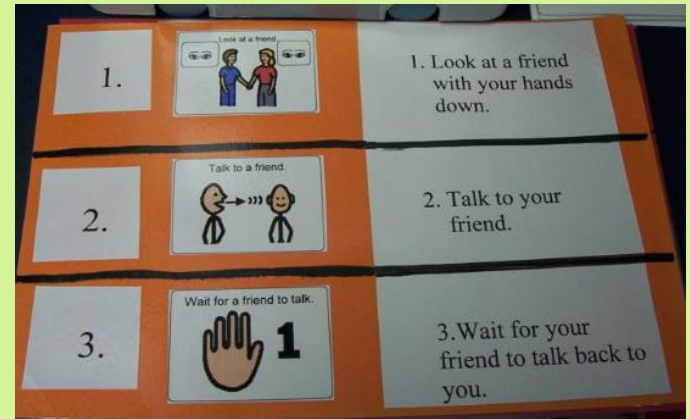 1.
Look at a friend
1. Look at a friend
with your hands
down.
2.
Talk to a friend.
2. Talk to your
friend.
3.
Wait for a friend to talk.
1
3.Wait for your
friend to talk back to
you.